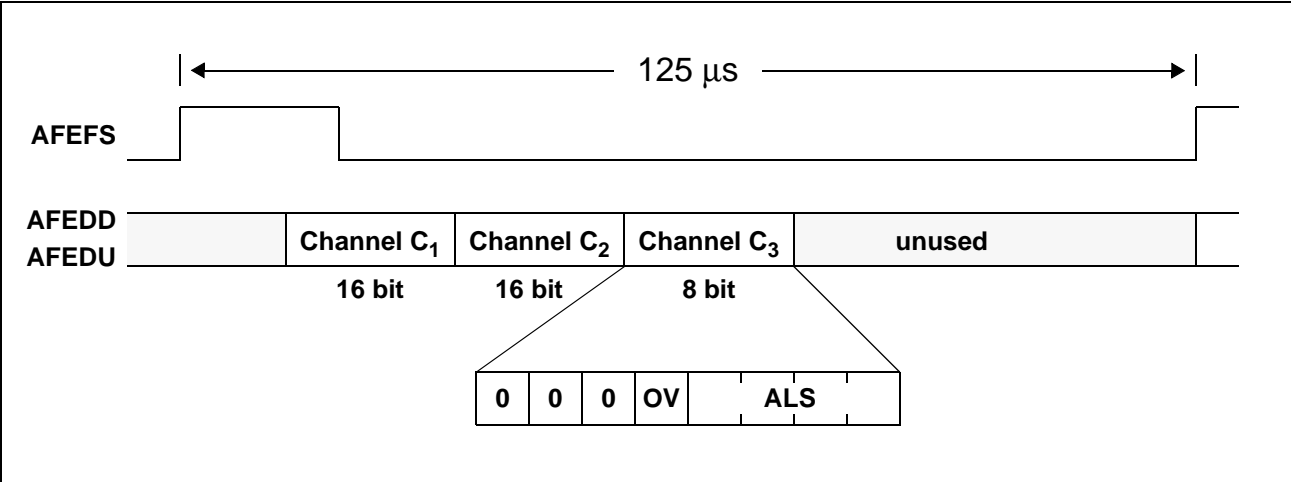 125 μs
AFEFS
AFEDD
AFEDU
Channel C1 Channel C2 Channel C3 unused
16 bit 16 bit 8 bit
0 0 0 OV ALS